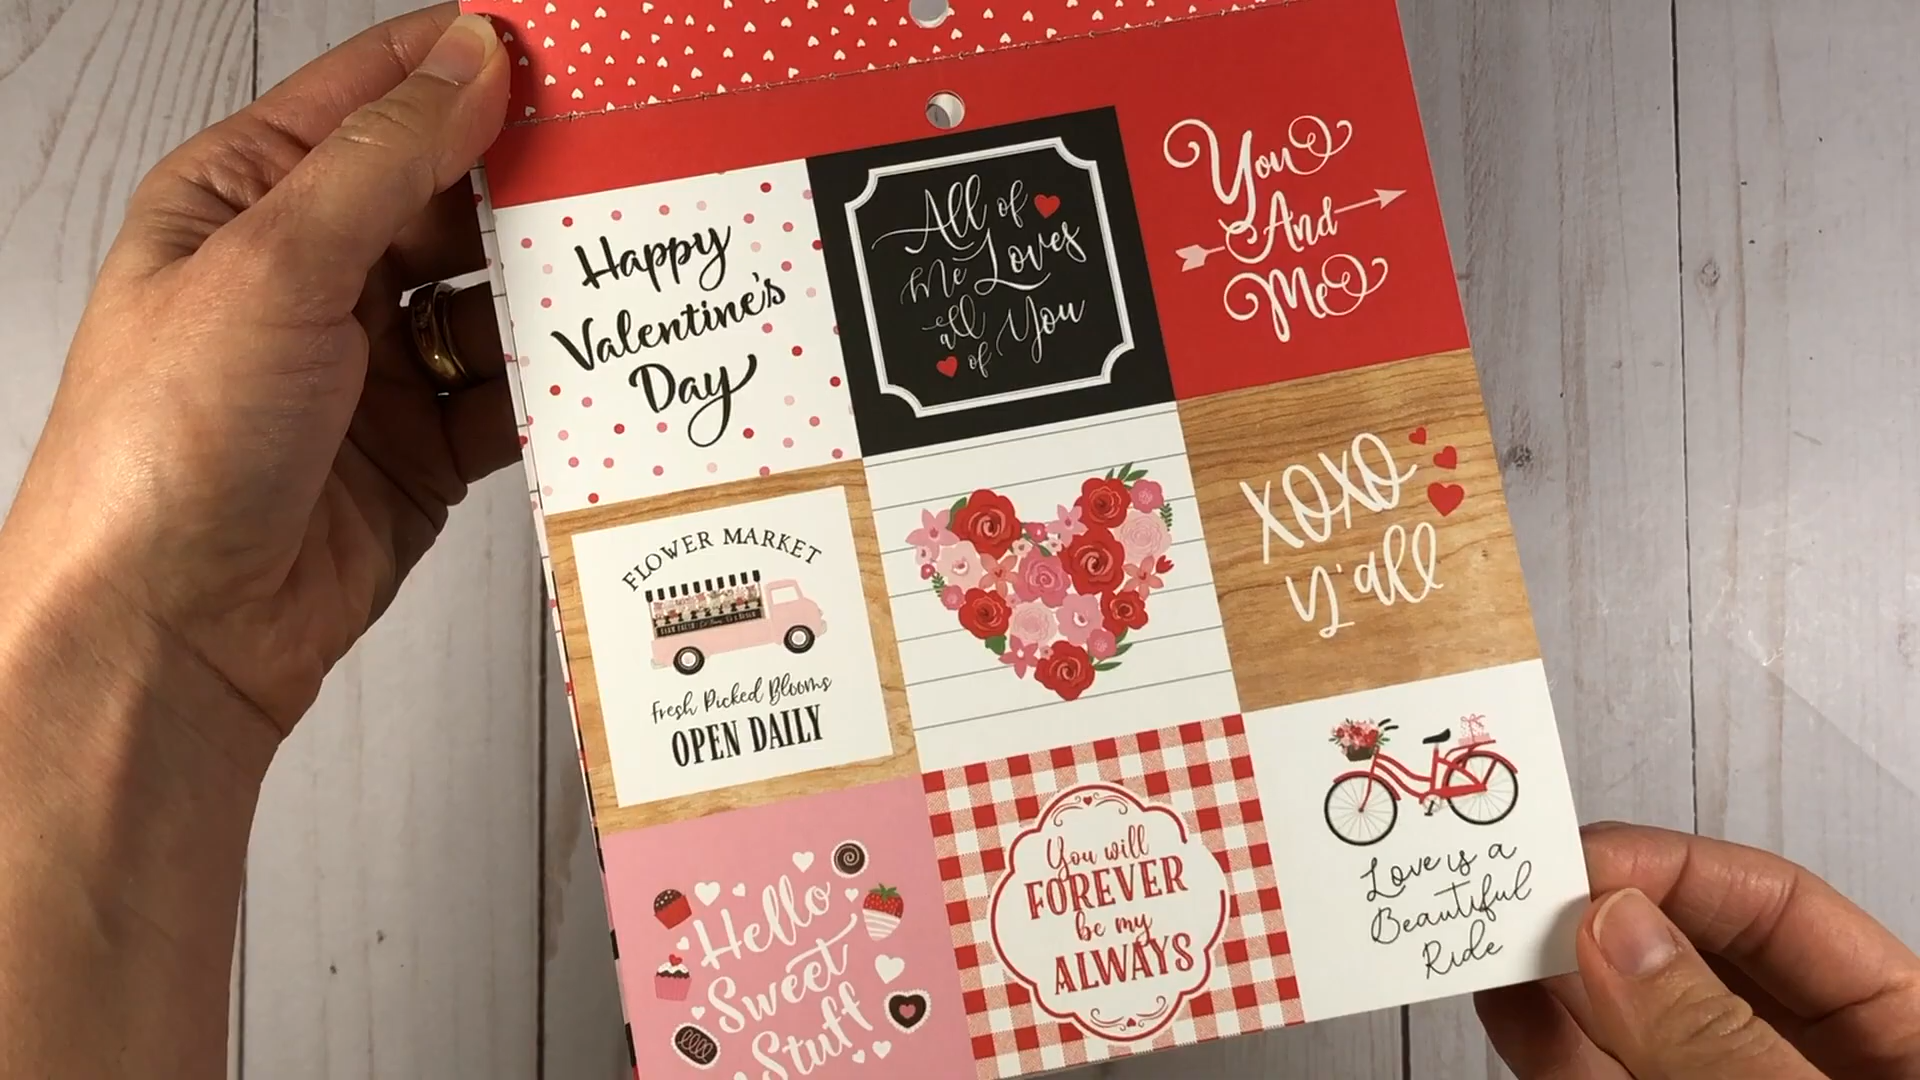 Happy
Valentine's
Day
All of
Me Loves
all
of You
You
And
Me
FLOWER MARKET
Fresh Picked Blooms
OPEN DAILY
XOXO
y'all
Hello
Sweet
Stuff
You will
FOREVER
be my
ALWAYS
Love is a
Beautiful
Ride